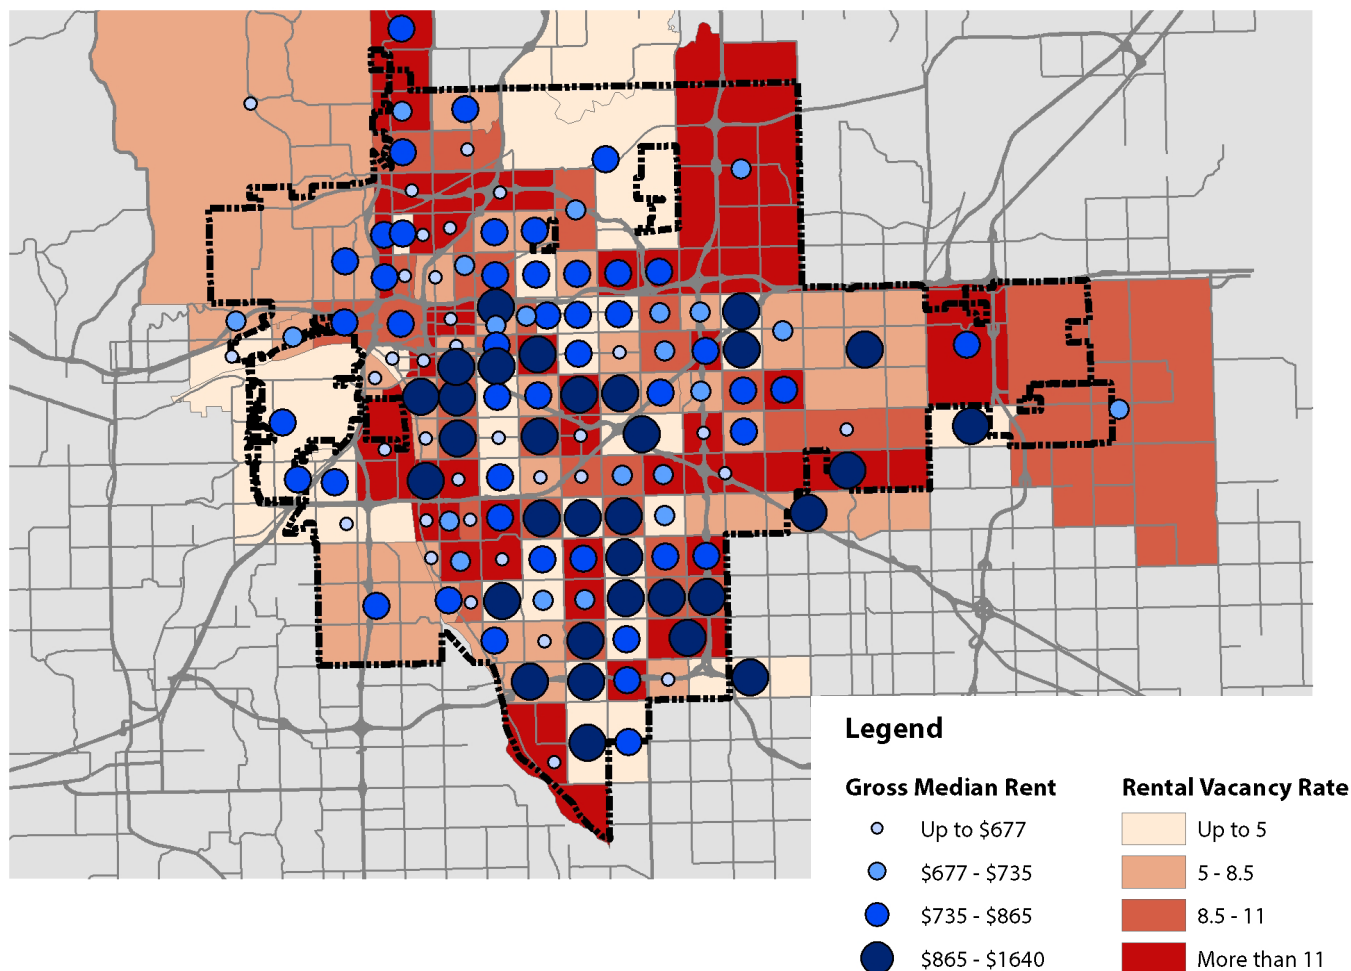 Legend
Gross Median Rent
Up to $677
$677 - $735
$735 - $865
$865 - $1640
Rental Vacancy Rate
Up to 5
5 - 8.5
8.5 - 11
More than 11